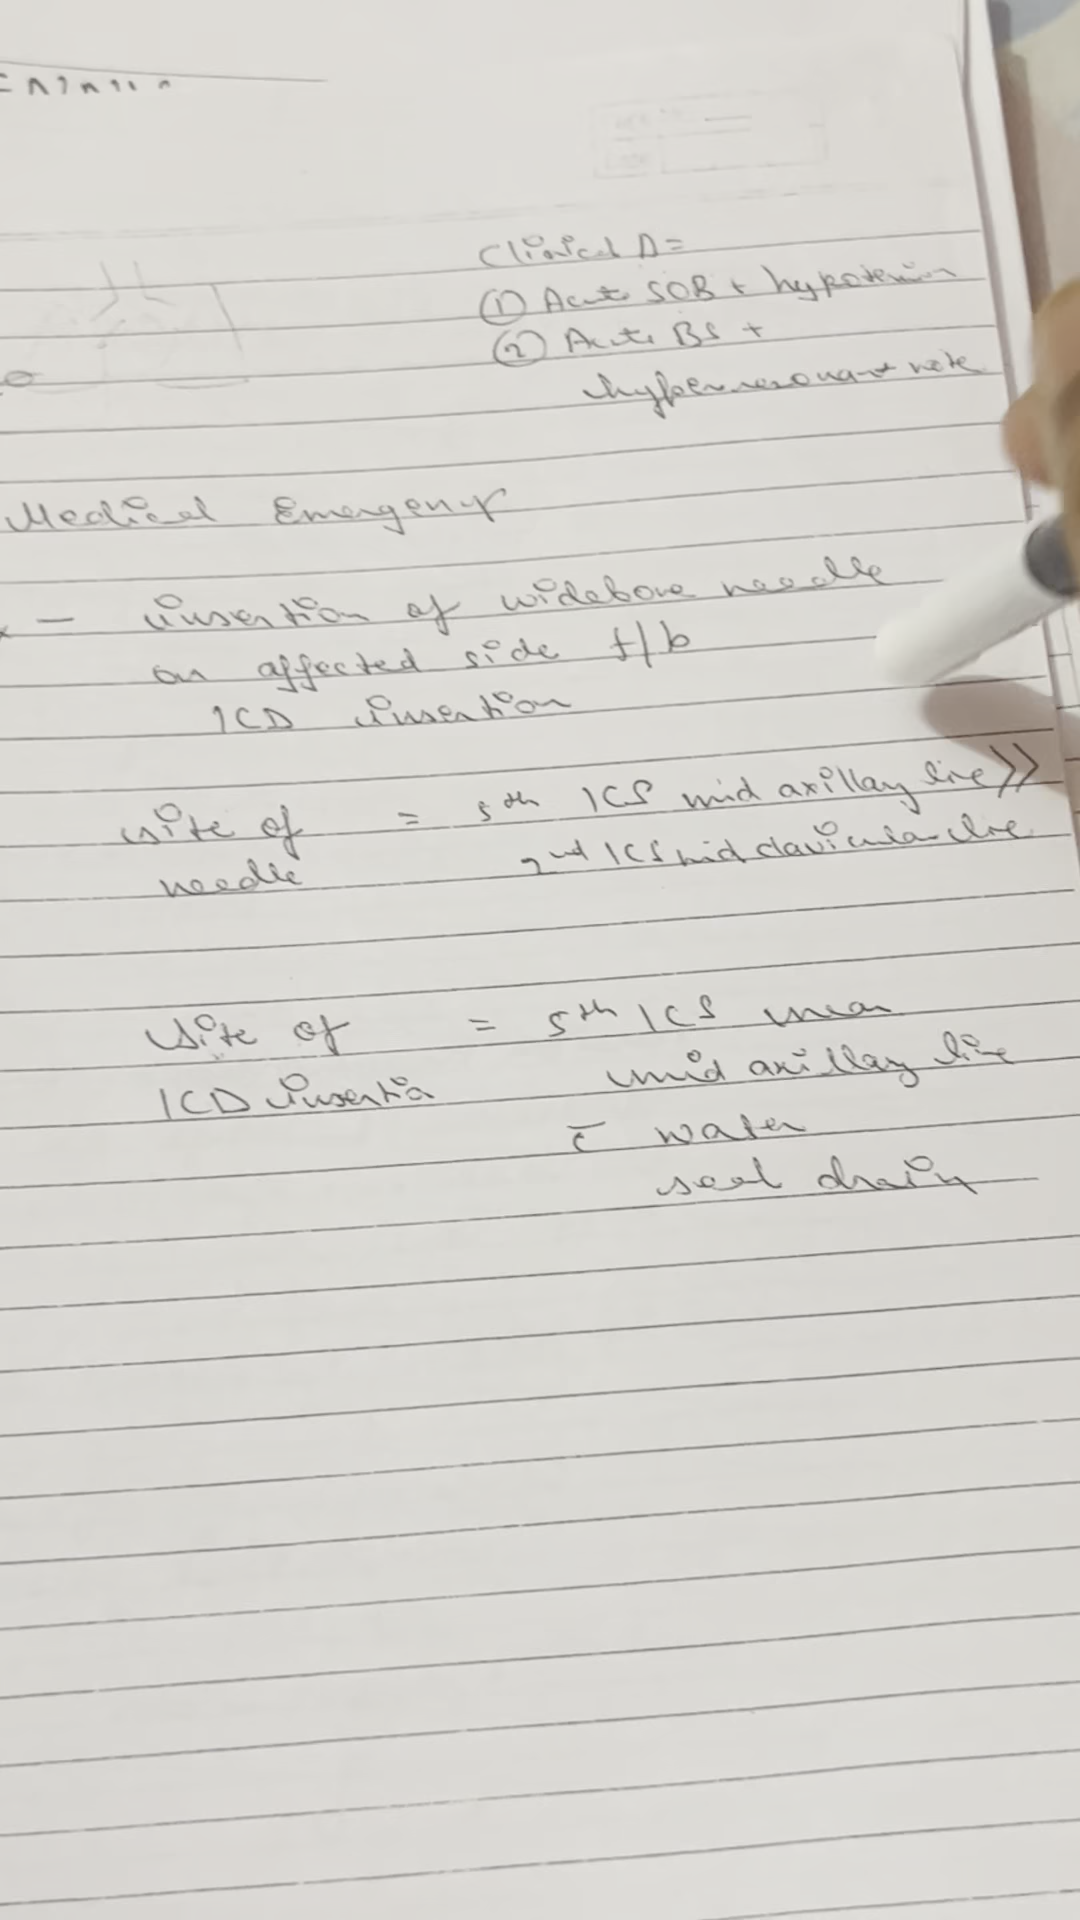 Clinical Δ=
① Acute SOB + hypotension
② Acute BS +
hyperresonant note
Medical Emergency
— insertion of widebore needle
on affected side f/b
ICD insertion
site of = 5th ICS mid axillary line >>
needle 2nd ICS mid clavicular line
Site of = 5th ICS near
ICD insertion mid axillary line
c̄ water
seal drain